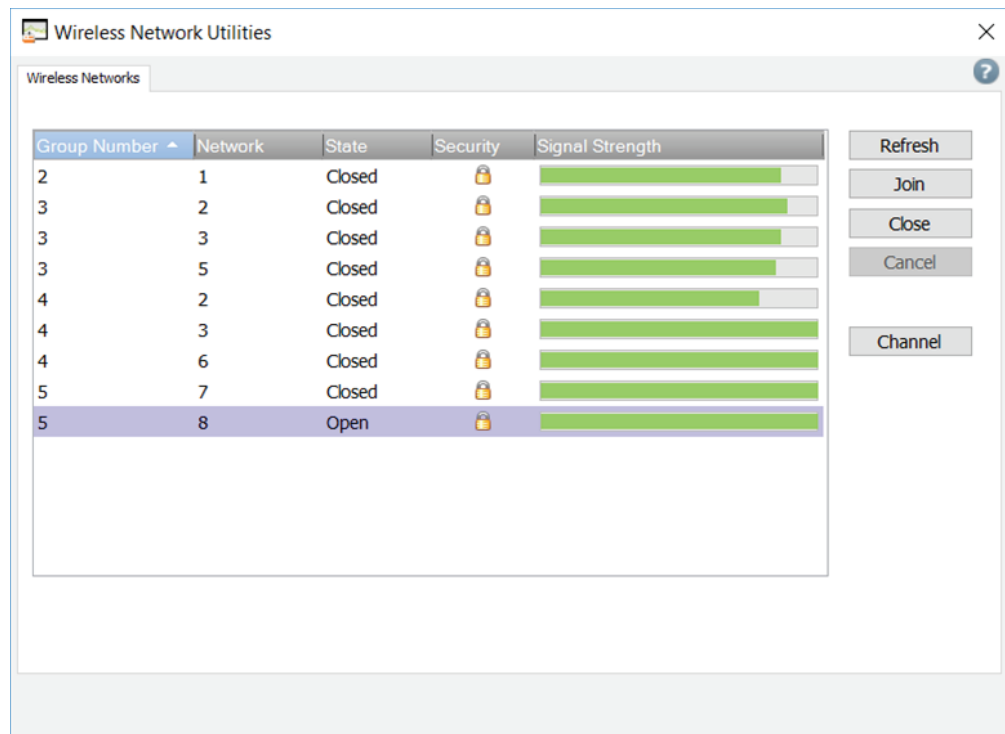 Wireless Network Utilities
?
Wireless Networks
Group Number Network State Security Signal Strength
2 1 Closed
3 2 Closed
3 3 Closed
3 5 Closed
4 2 Closed
4 3 Closed
4 6 Closed
5 7 Closed
5 8 Open
Refresh
Join
Close
Cancel
Channel